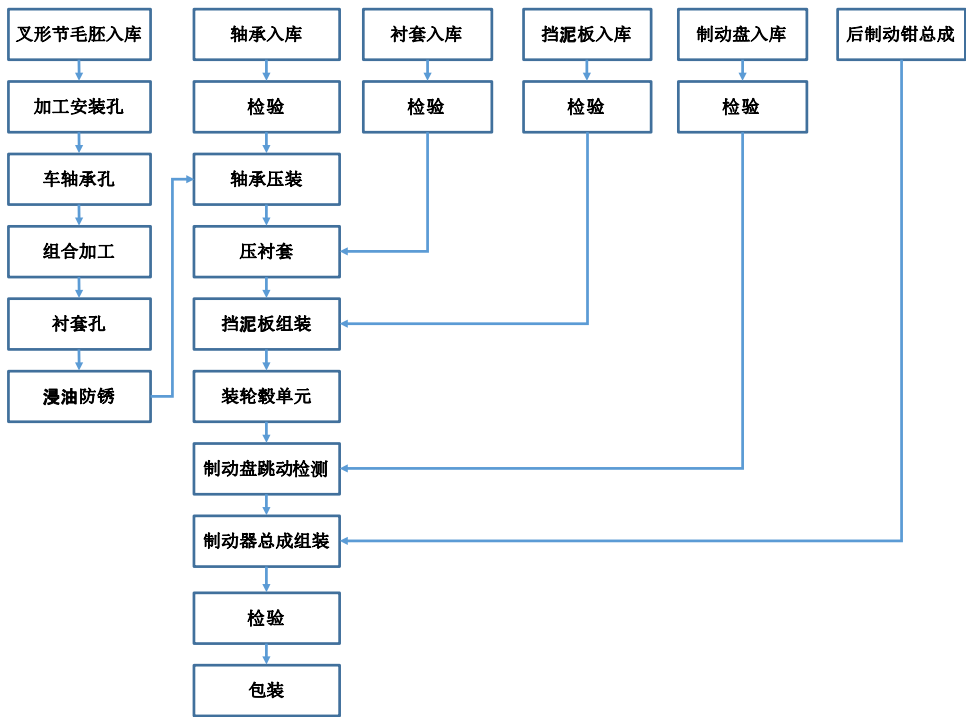 叉形节毛胚入库
轴承入库
衬套入库
挡泥板入库
制动盘入库
后制动钳总成
加工安装孔
检验
检验
检验
检验
车轴承孔
轴承压装
组合加工
压衬套
衬套孔
挡泥板组装
浸油防锈
装轮毂单元
制动盘跳动检测
制动器总成组装
检验
包装